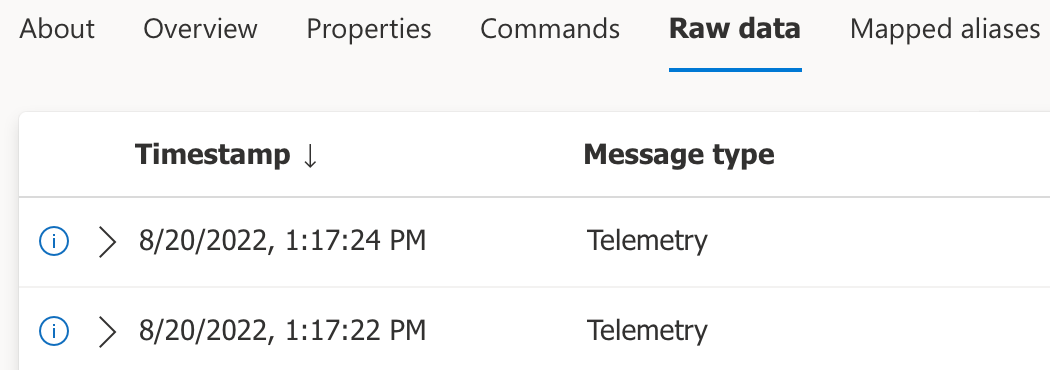 About Overview Properties Commands Raw data Mapped aliases
Timestamp ↓ Message type
8/20/2022, 1:17:24 PM Telemetry
8/20/2022, 1:17:22 PM Telemetry